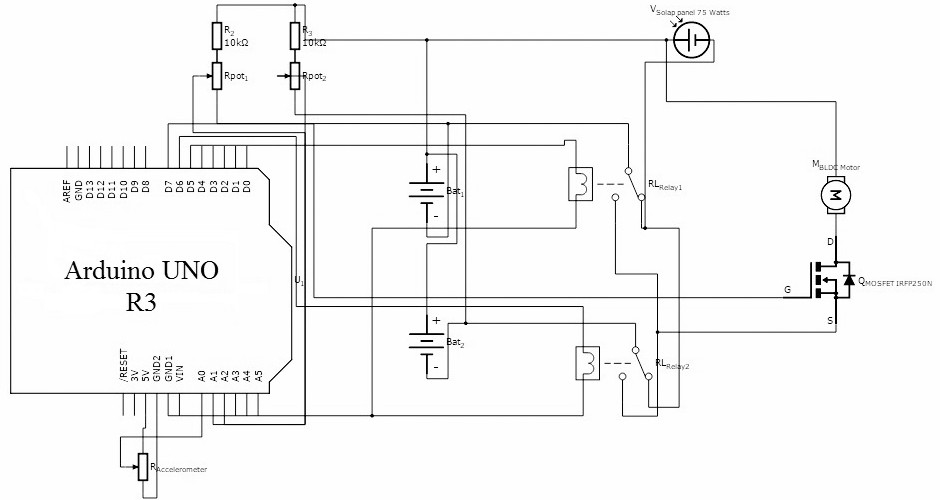 V Solap panel 75 Watts
R2
10kΩ
R3
10kΩ
Rpot1
Rpot2
AREF
GND
D13
D12
D11
D10
D9
D8
D7
D6
D5
D4
D3
D2
D1
D0
+
Bat1
-
RL Relay1
M BLDC Motor
M
Arduino UNO
R3
U1
D
G
Q MOSFET IRFP250N
S
+
Bat2
-
RL Relay2
/RESET
3V
5V
GND2
GND1
VIN
A0
A1
A2
A3
A4
A5
R Accelerometer